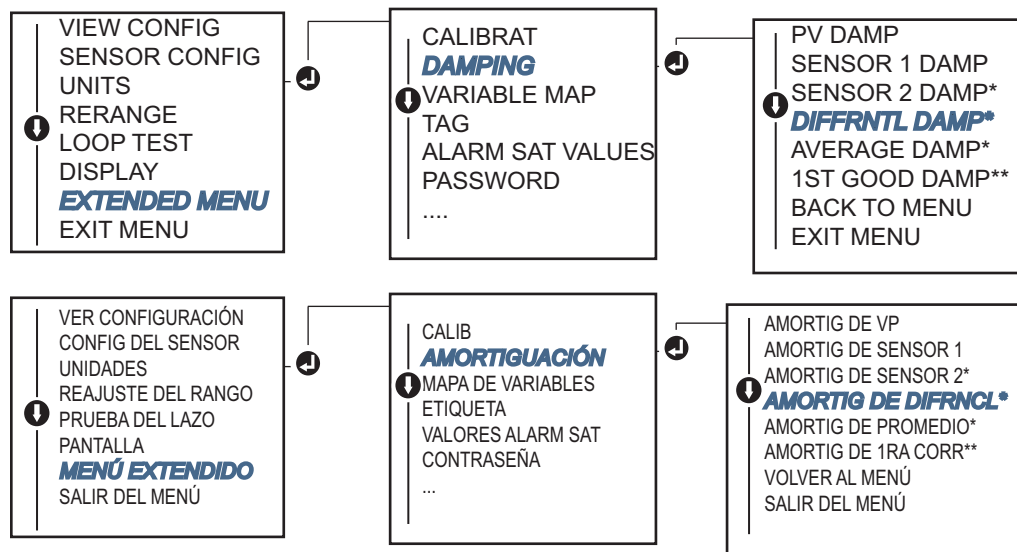 VIEW CONFIG
SENSOR CONFIG
UNITS
RERANGE
LOOP TEST
DISPLAY
EXTENDED MENU
EXIT MENU
CALIBRAT
DAMPING
VARIABLE MAP
TAG
ALARM SAT VALUES
PASSWORD
....
PV DAMP
SENSOR 1 DAMP
SENSOR 2 DAMP*
DIFFRNTL DAMP*
AVERAGE DAMP*
1ST GOOD DAMP**
BACK TO MENU
EXIT MENU
VER CONFIGURACIÓN
CONFIG DEL SENSOR
UNIDADES
REAJUSTE DEL RANGO
PRUEBA DEL LAZO
PANTALLA
MENÚ EXTENDIDO
SALIR DEL MENÚ
CALIB
AMORTIGUACIÓN
MAPA DE VARIABLES
ETIQUETA
VALORES ALARM SAT
CONTRASEÑA
...
AMORTIG DE VP
AMORTIG DE SENSOR 1
AMORTIG DE SENSOR 2*
AMORTIG DE DIFRNCL*
AMORTIG DE PROMEDIO*
AMORTIG DE 1RA CORR**
VOLVER AL MENÚ
SALIR DEL MENÚ